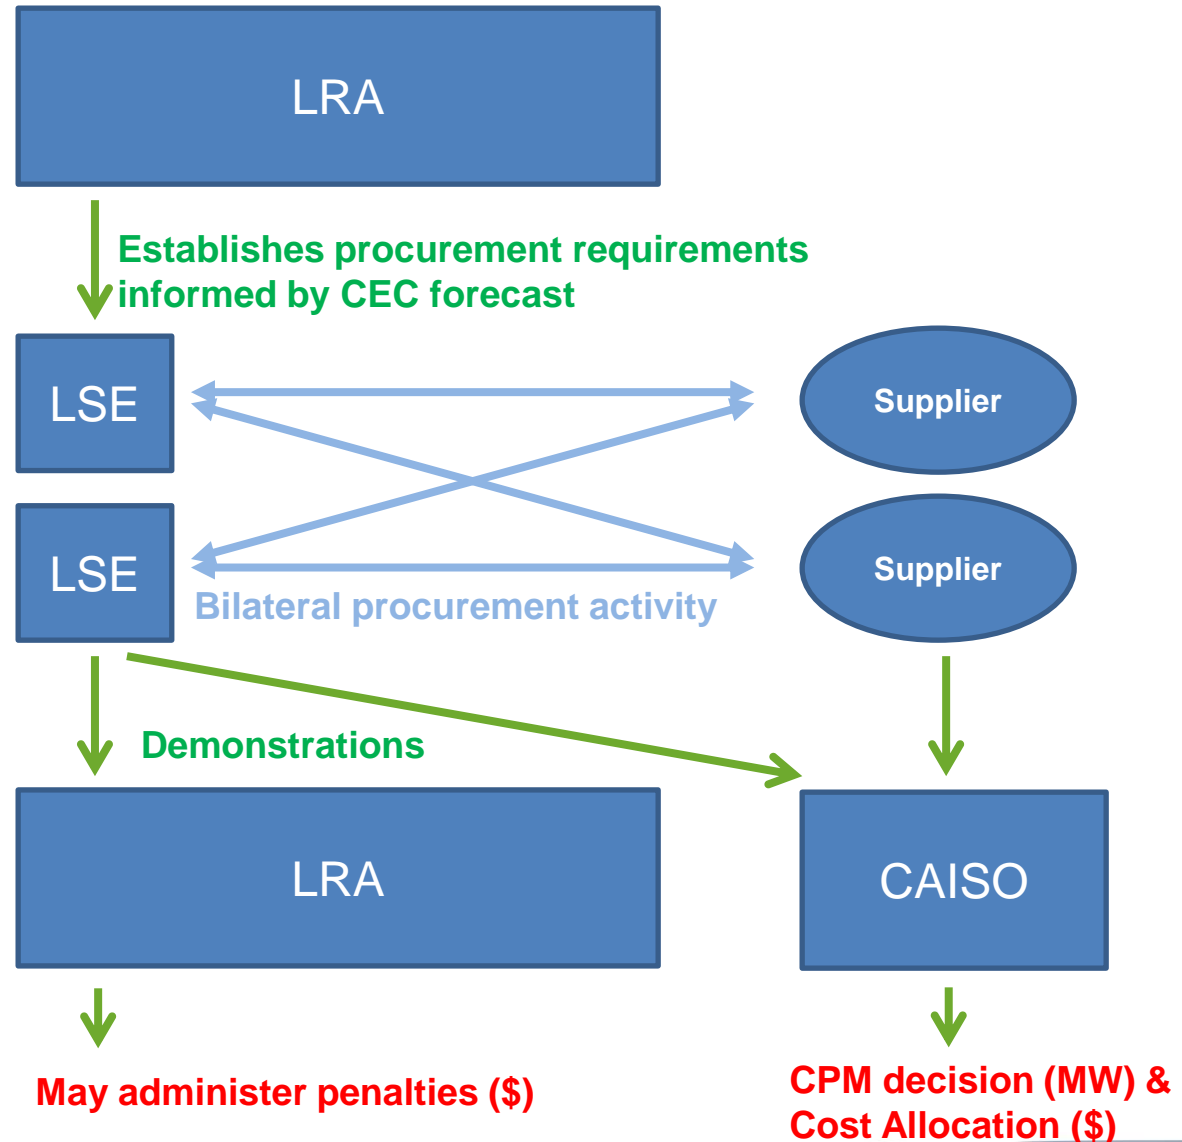 LRA
Establishes procurement requirements
informed by CEC forecast
LSE
Supplier
LSE
Supplier
Bilateral procurement activity
Demonstrations
LRA
CAISO
May administer penalties ($)
CPM decision (MW) &
Cost Allocation ($)